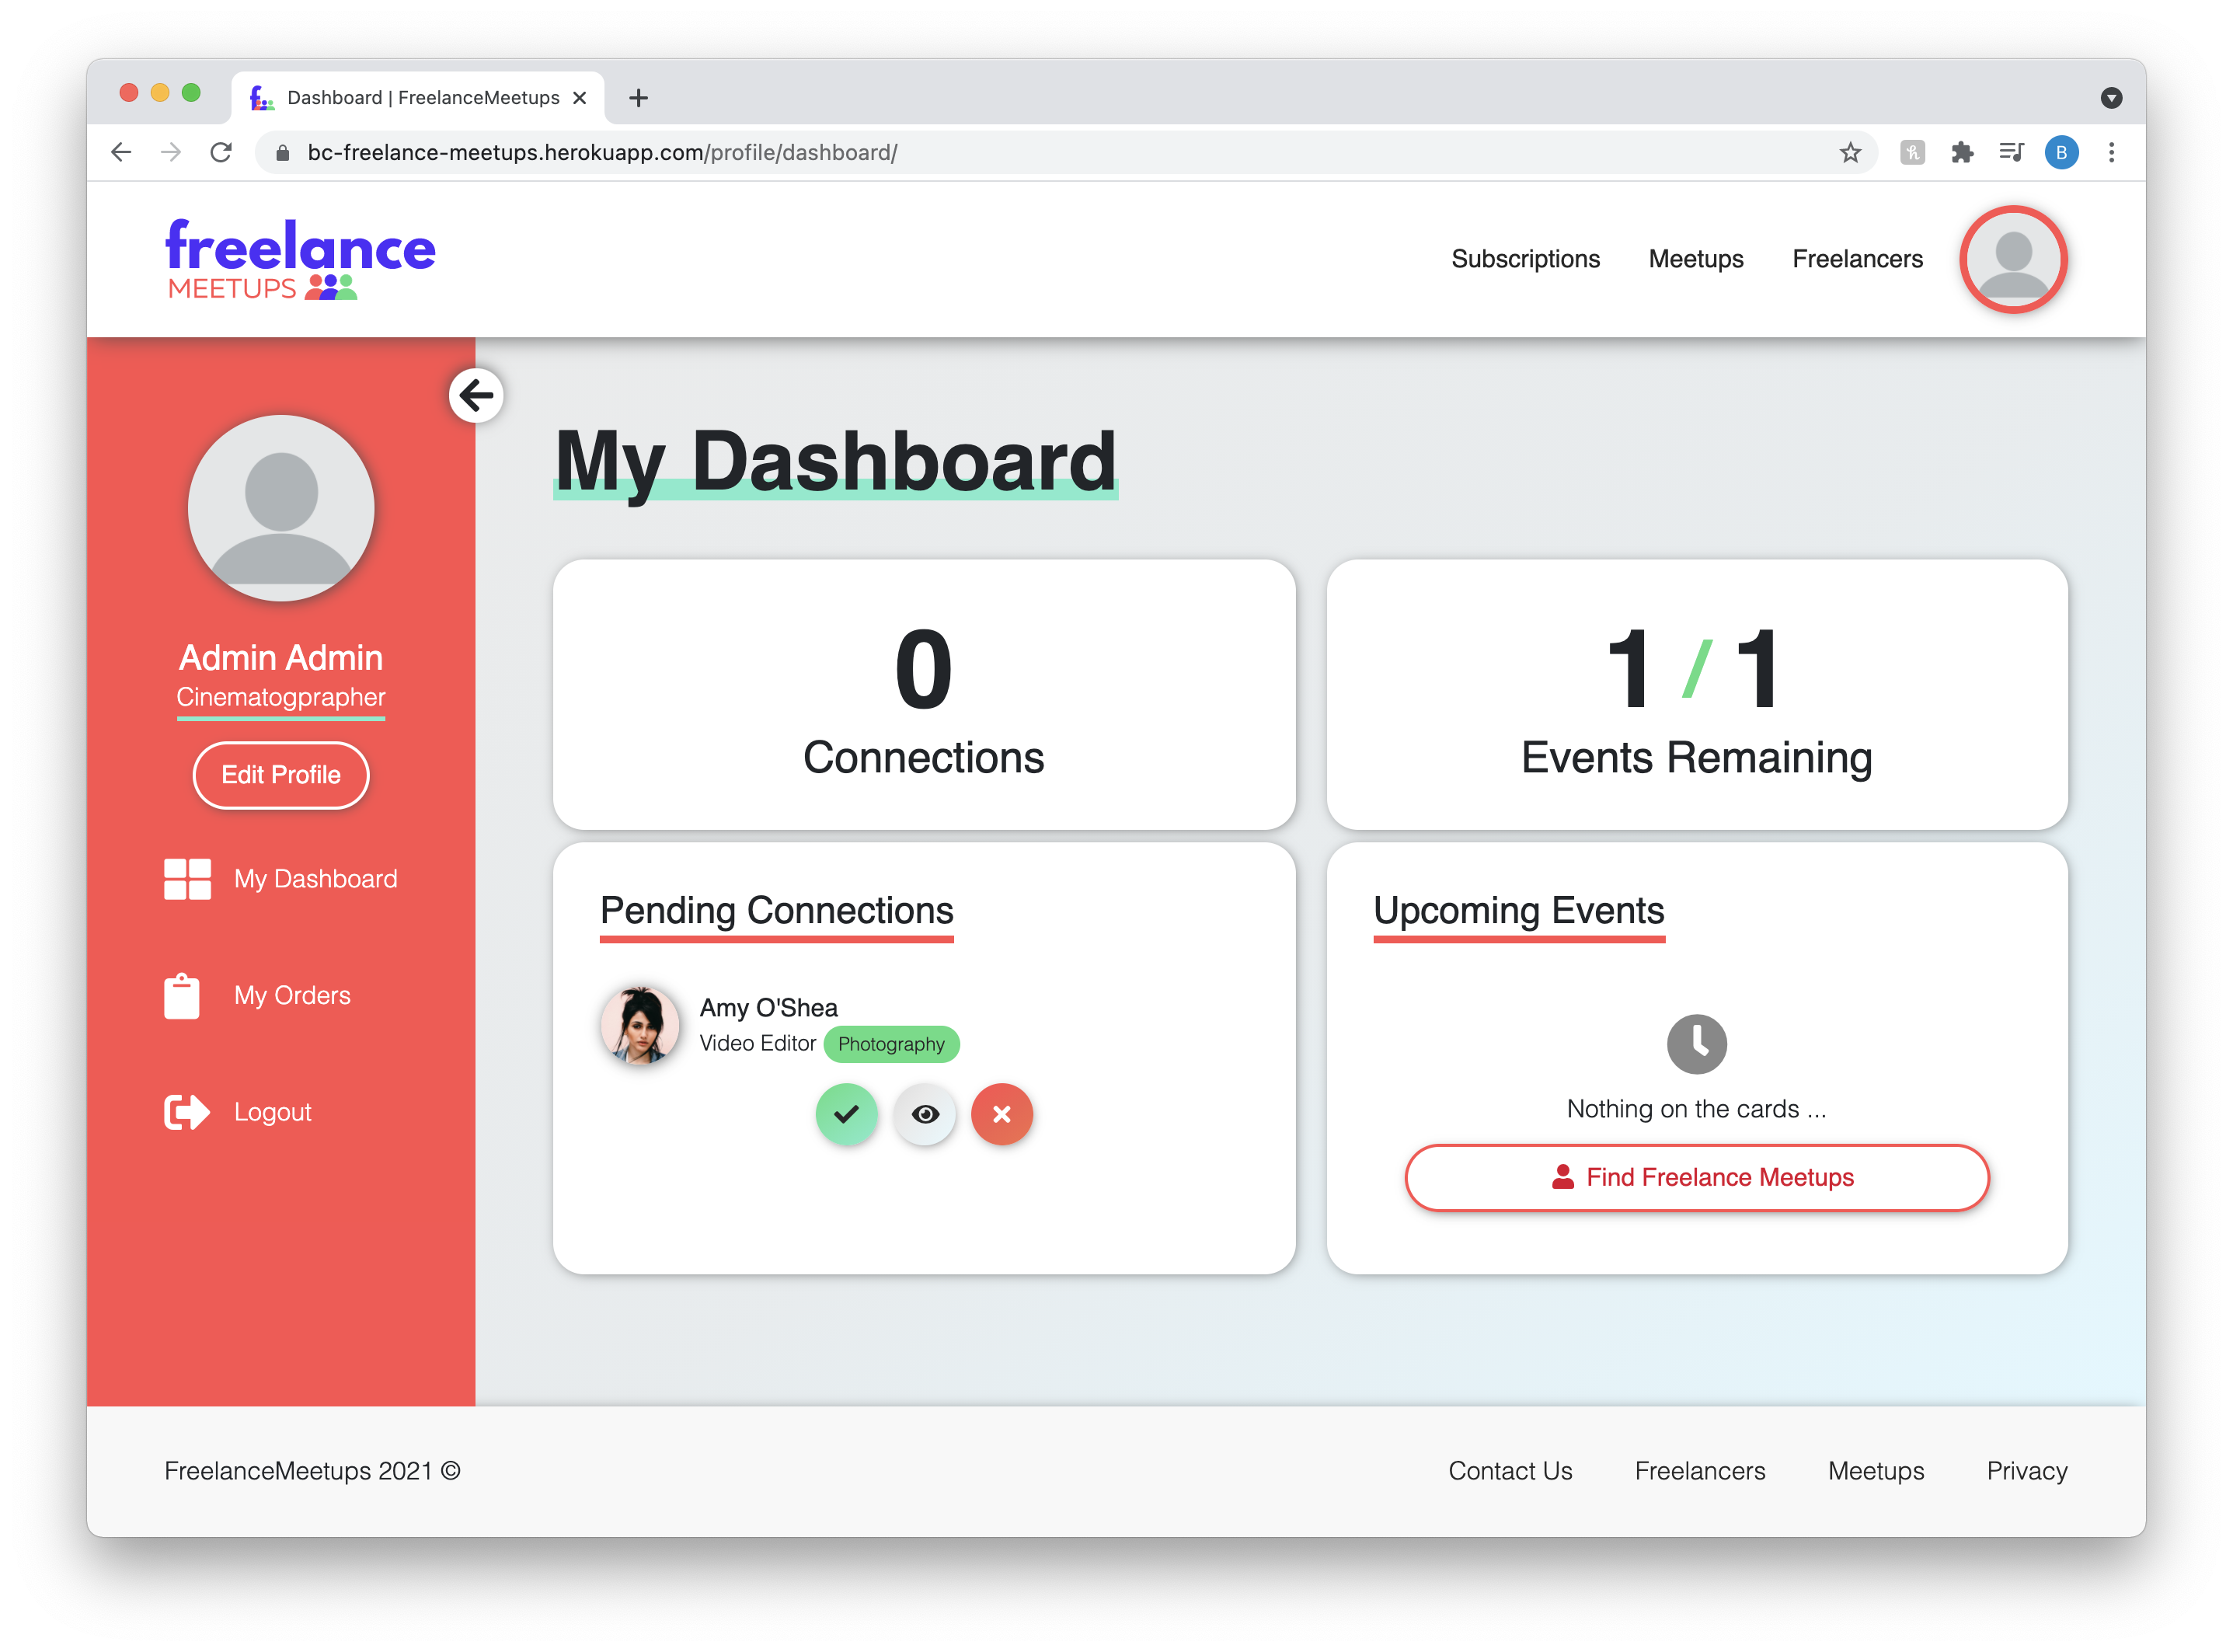 Dashboard | FreelanceMeetups
bc-freelance-meetups.herokuapp.com/profile/dashboard/
B
freelance
MEETUPS
Subscriptions
Meetups
Freelancers
Admin Admin
Cinematogprapher
Edit Profile
My Dashboard
My Orders
Logout
My Dashboard
0
Connections
1 / 1
Events Remaining
Pending Connections
Amy O'Shea
Video Editor Photography
Upcoming Events
Nothing on the cards ...
Find Freelance Meetups
FreelanceMeetups 2021 ©
Contact Us
Freelancers
Meetups
Privacy